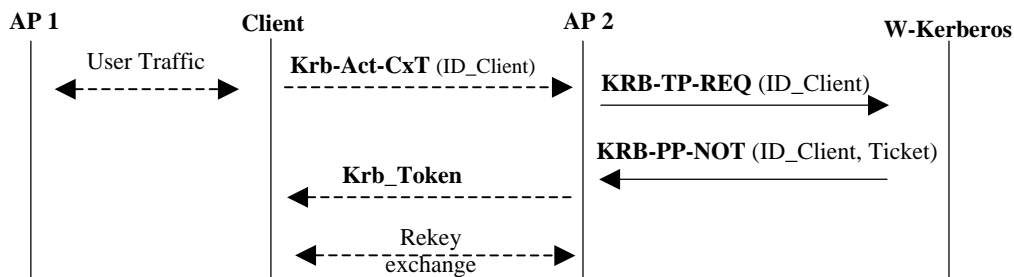 AP 1
Client
AP 2
W-Kerberos
User Traffic
Krb-Act-CxT (ID_Client)
KRB-TP-REQ (ID_Client)
KRB-PP-NOT (ID_Client, Ticket)
Krb_Token
Rekey
exchange